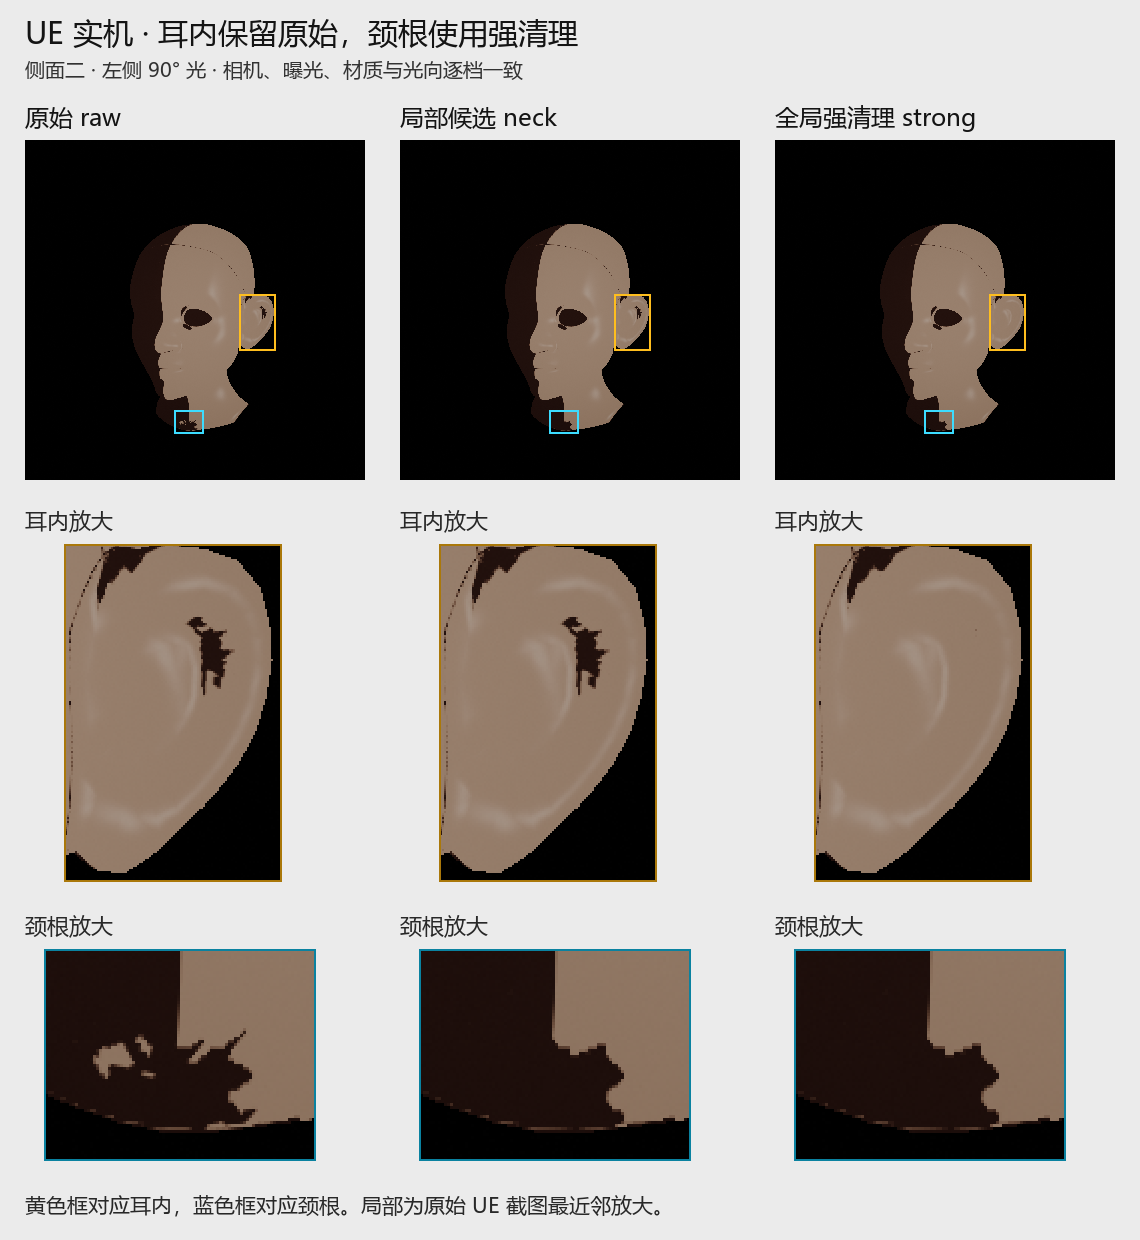 UE 实机 · 耳内保留原始，颈根使用强清理
侧面二 · 左侧 90° 光 · 相机、曝光、材质与光向逐档一致
原始 raw
局部候选 neck
全局强清理 strong
耳内放大
耳内放大
耳内放大
颈根放大
颈根放大
颈根放大
黄色框对应耳内，蓝色框对应颈根。局部为原始 UE 截图最近邻放大。